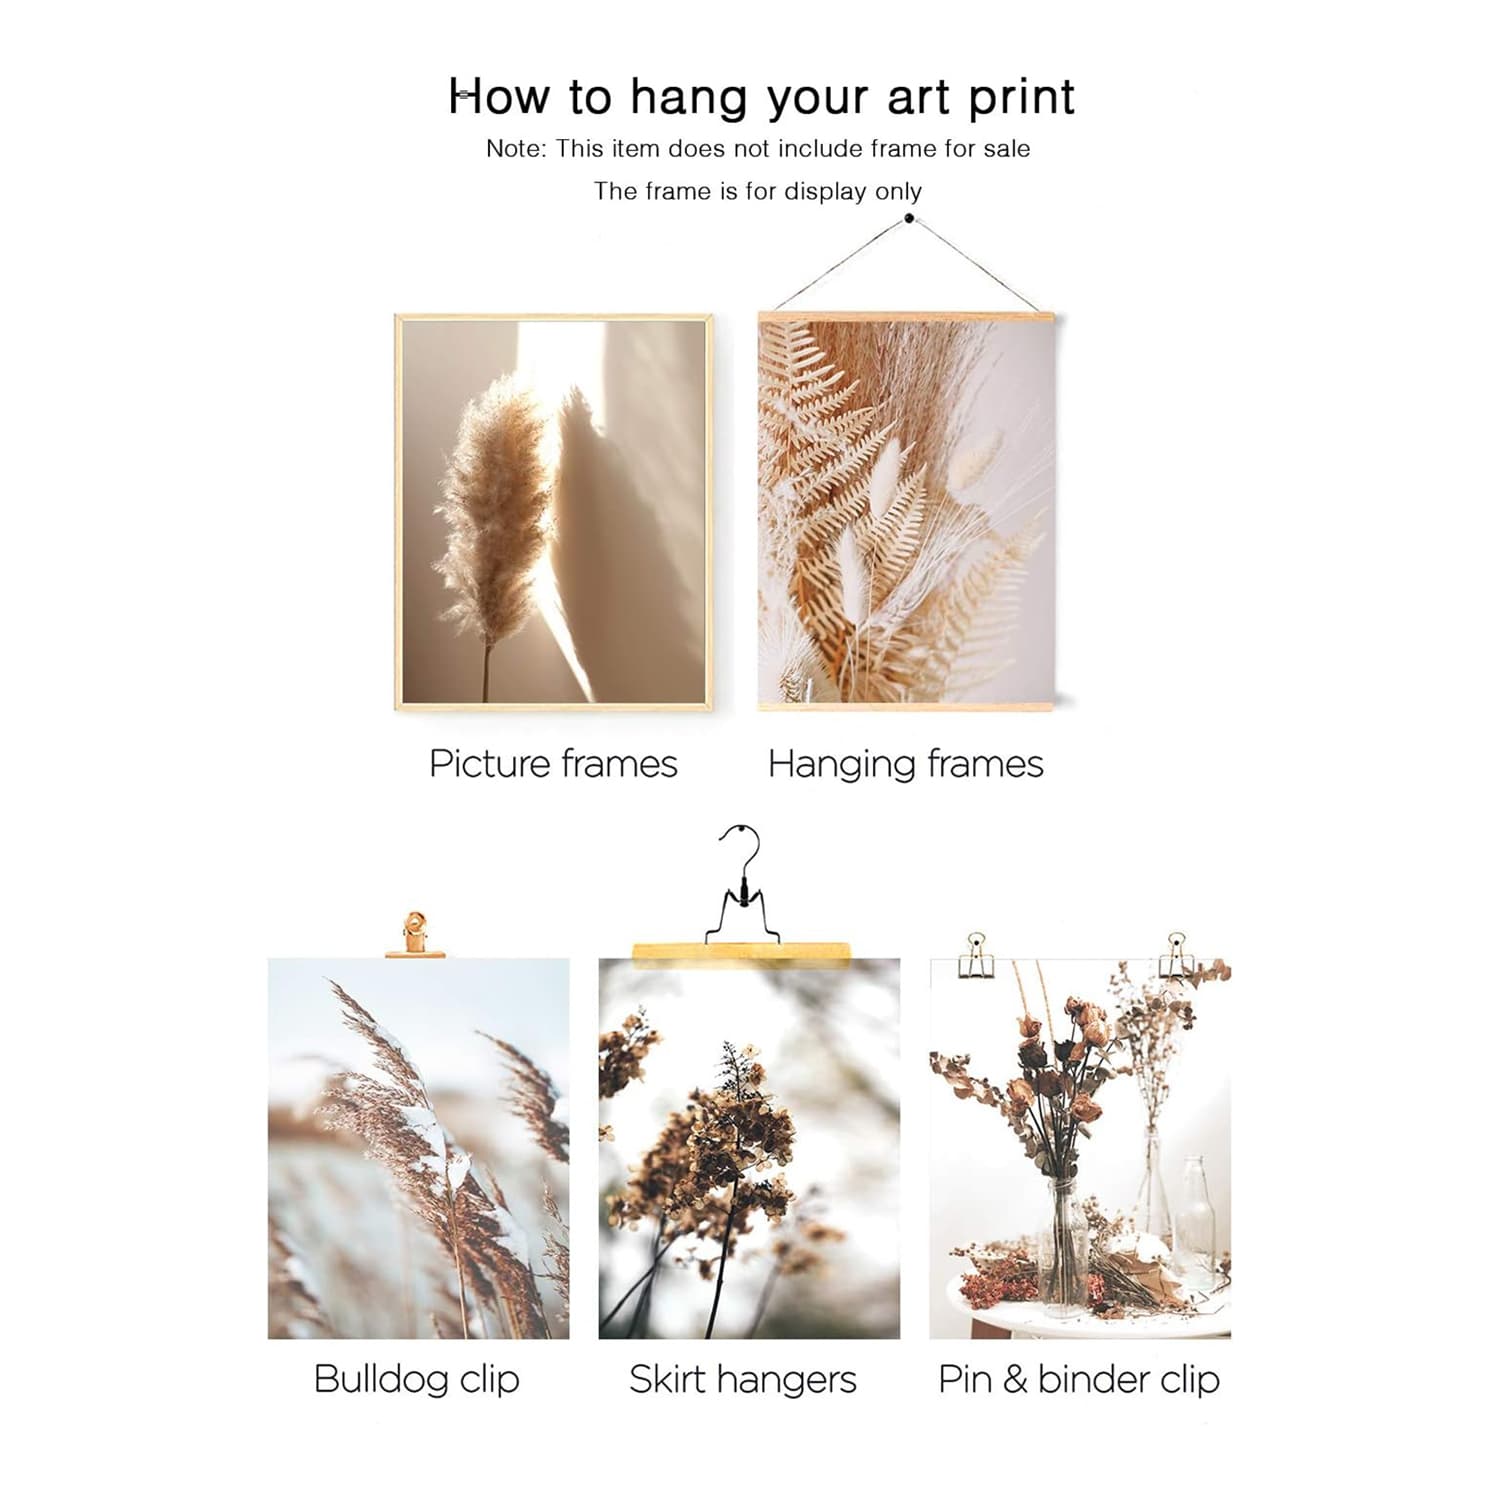 How to hang your art print
Note: This item does not include frame for sale
The frame is for display only
Picture frames
Hanging frames
Bulldog clip
Skirt hangers
Pin & binder clip